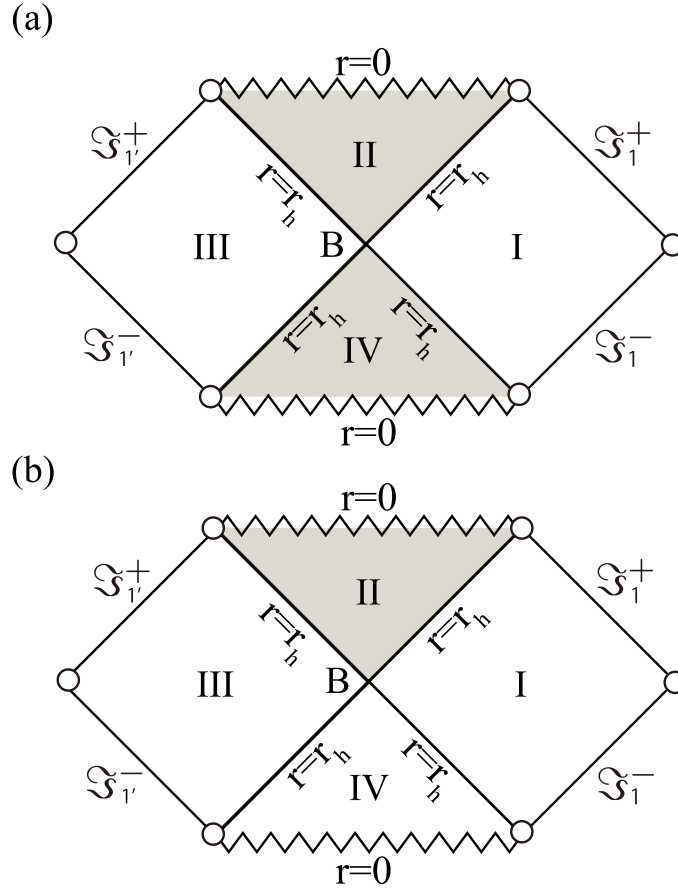 (a)
r=0
ℑ₁′⁺
II
ℑ₁⁺
r=rₕ
r=rₕ
III
B
I
r=rₕ
r=rₕ
ℑ₁′⁻
IV
ℑ₁⁻
r=0
(b)
r=0
ℑ₁′⁺
II
ℑ₁⁺
r=rₕ
r=rₕ
III
B
I
r=rₕ
r=rₕ
ℑ₁′⁻
IV
ℑ₁⁻
r=0